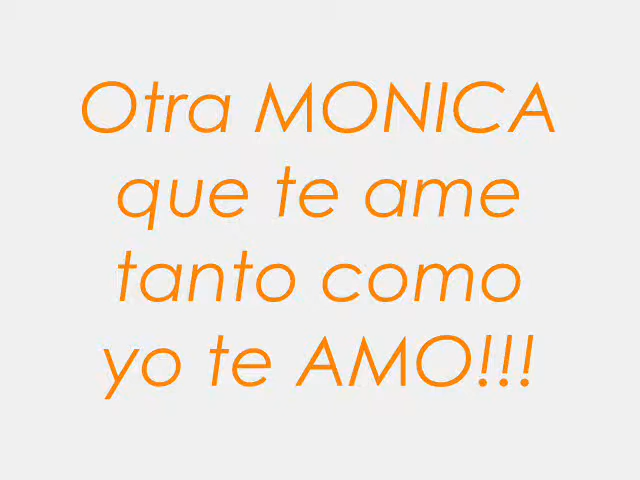 Otra MONICA
que te ame
tanto como
yo te AMO!!!